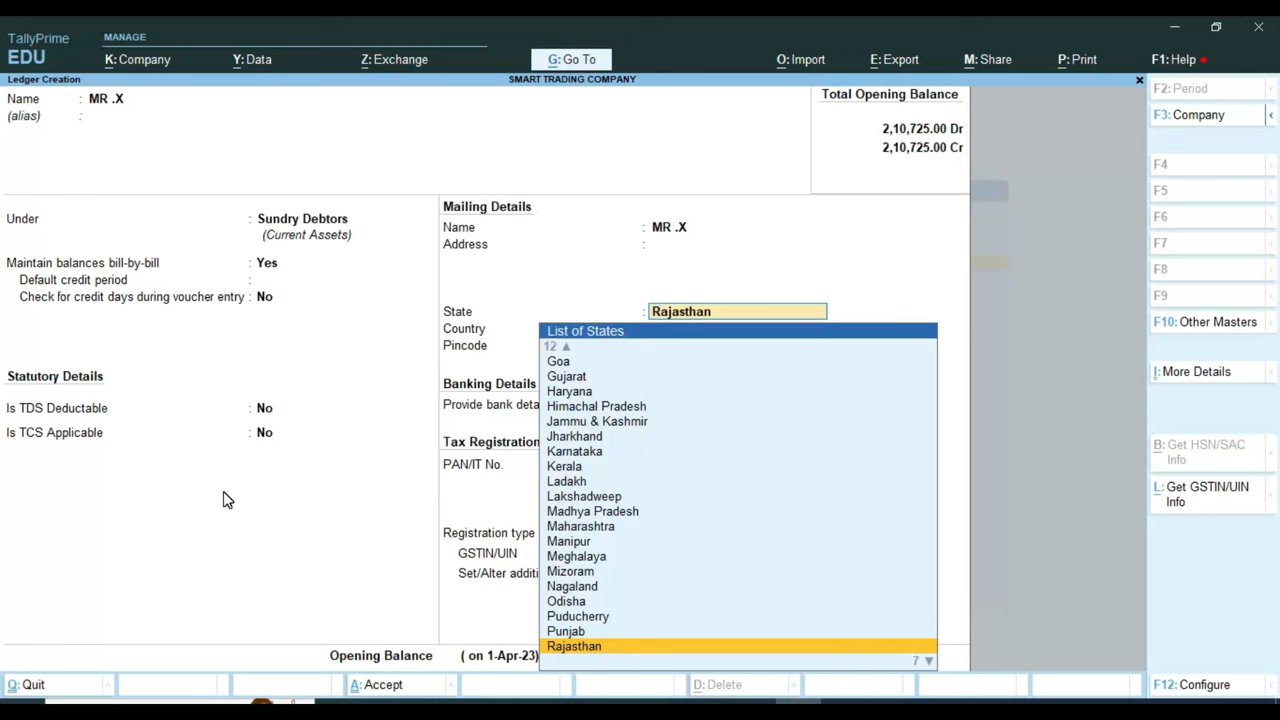 TallyPrime
EDU
MANAGE
K: Company
Y: Data
Z: Exchange
G: Go To
O: Import
E: Export
M: Share
P: Print
F1: Help
Ledger Creation
SMART TRADING COMPANY
Name : MR .X
(alias) :
Total Opening Balance
2,10,725.00 Dr
2,10,725.00 Cr
Under : Sundry Debtors
(Current Assets)
Maintain balances bill-by-bill : Yes
Default credit period :
Check for credit days during voucher entry : No
Statutory Details
Is TDS Deductable : No
Is TCS Applicable : No
Mailing Details
Name : MR .X
Address :
State : Rajasthan
Country
Pincode
Banking Details
Provide bank deta
Tax Registration
PAN/IT No.
Registration type
GSTIN/UIN
Set/Alter additi
List of States
12
Goa
Gujarat
Haryana
Himachal Pradesh
Jammu & Kashmir
Jharkhand
Karnataka
Kerala
Ladakh
Lakshadweep
Madhya Pradesh
Maharashtra
Manipur
Meghalaya
Mizoram
Nagaland
Odisha
Puducherry
Punjab
Rajasthan
7
Opening Balance ( on 1-Apr-23)
Q: Quit
A: Accept
D: Delete
F2: Period
F3: Company
F4
F5
F6
F7
F8
F9
F10: Other Masters
I: More Details
B: Get HSN/SAC
Info
L: Get GSTIN/UIN
Info
F12: Configure